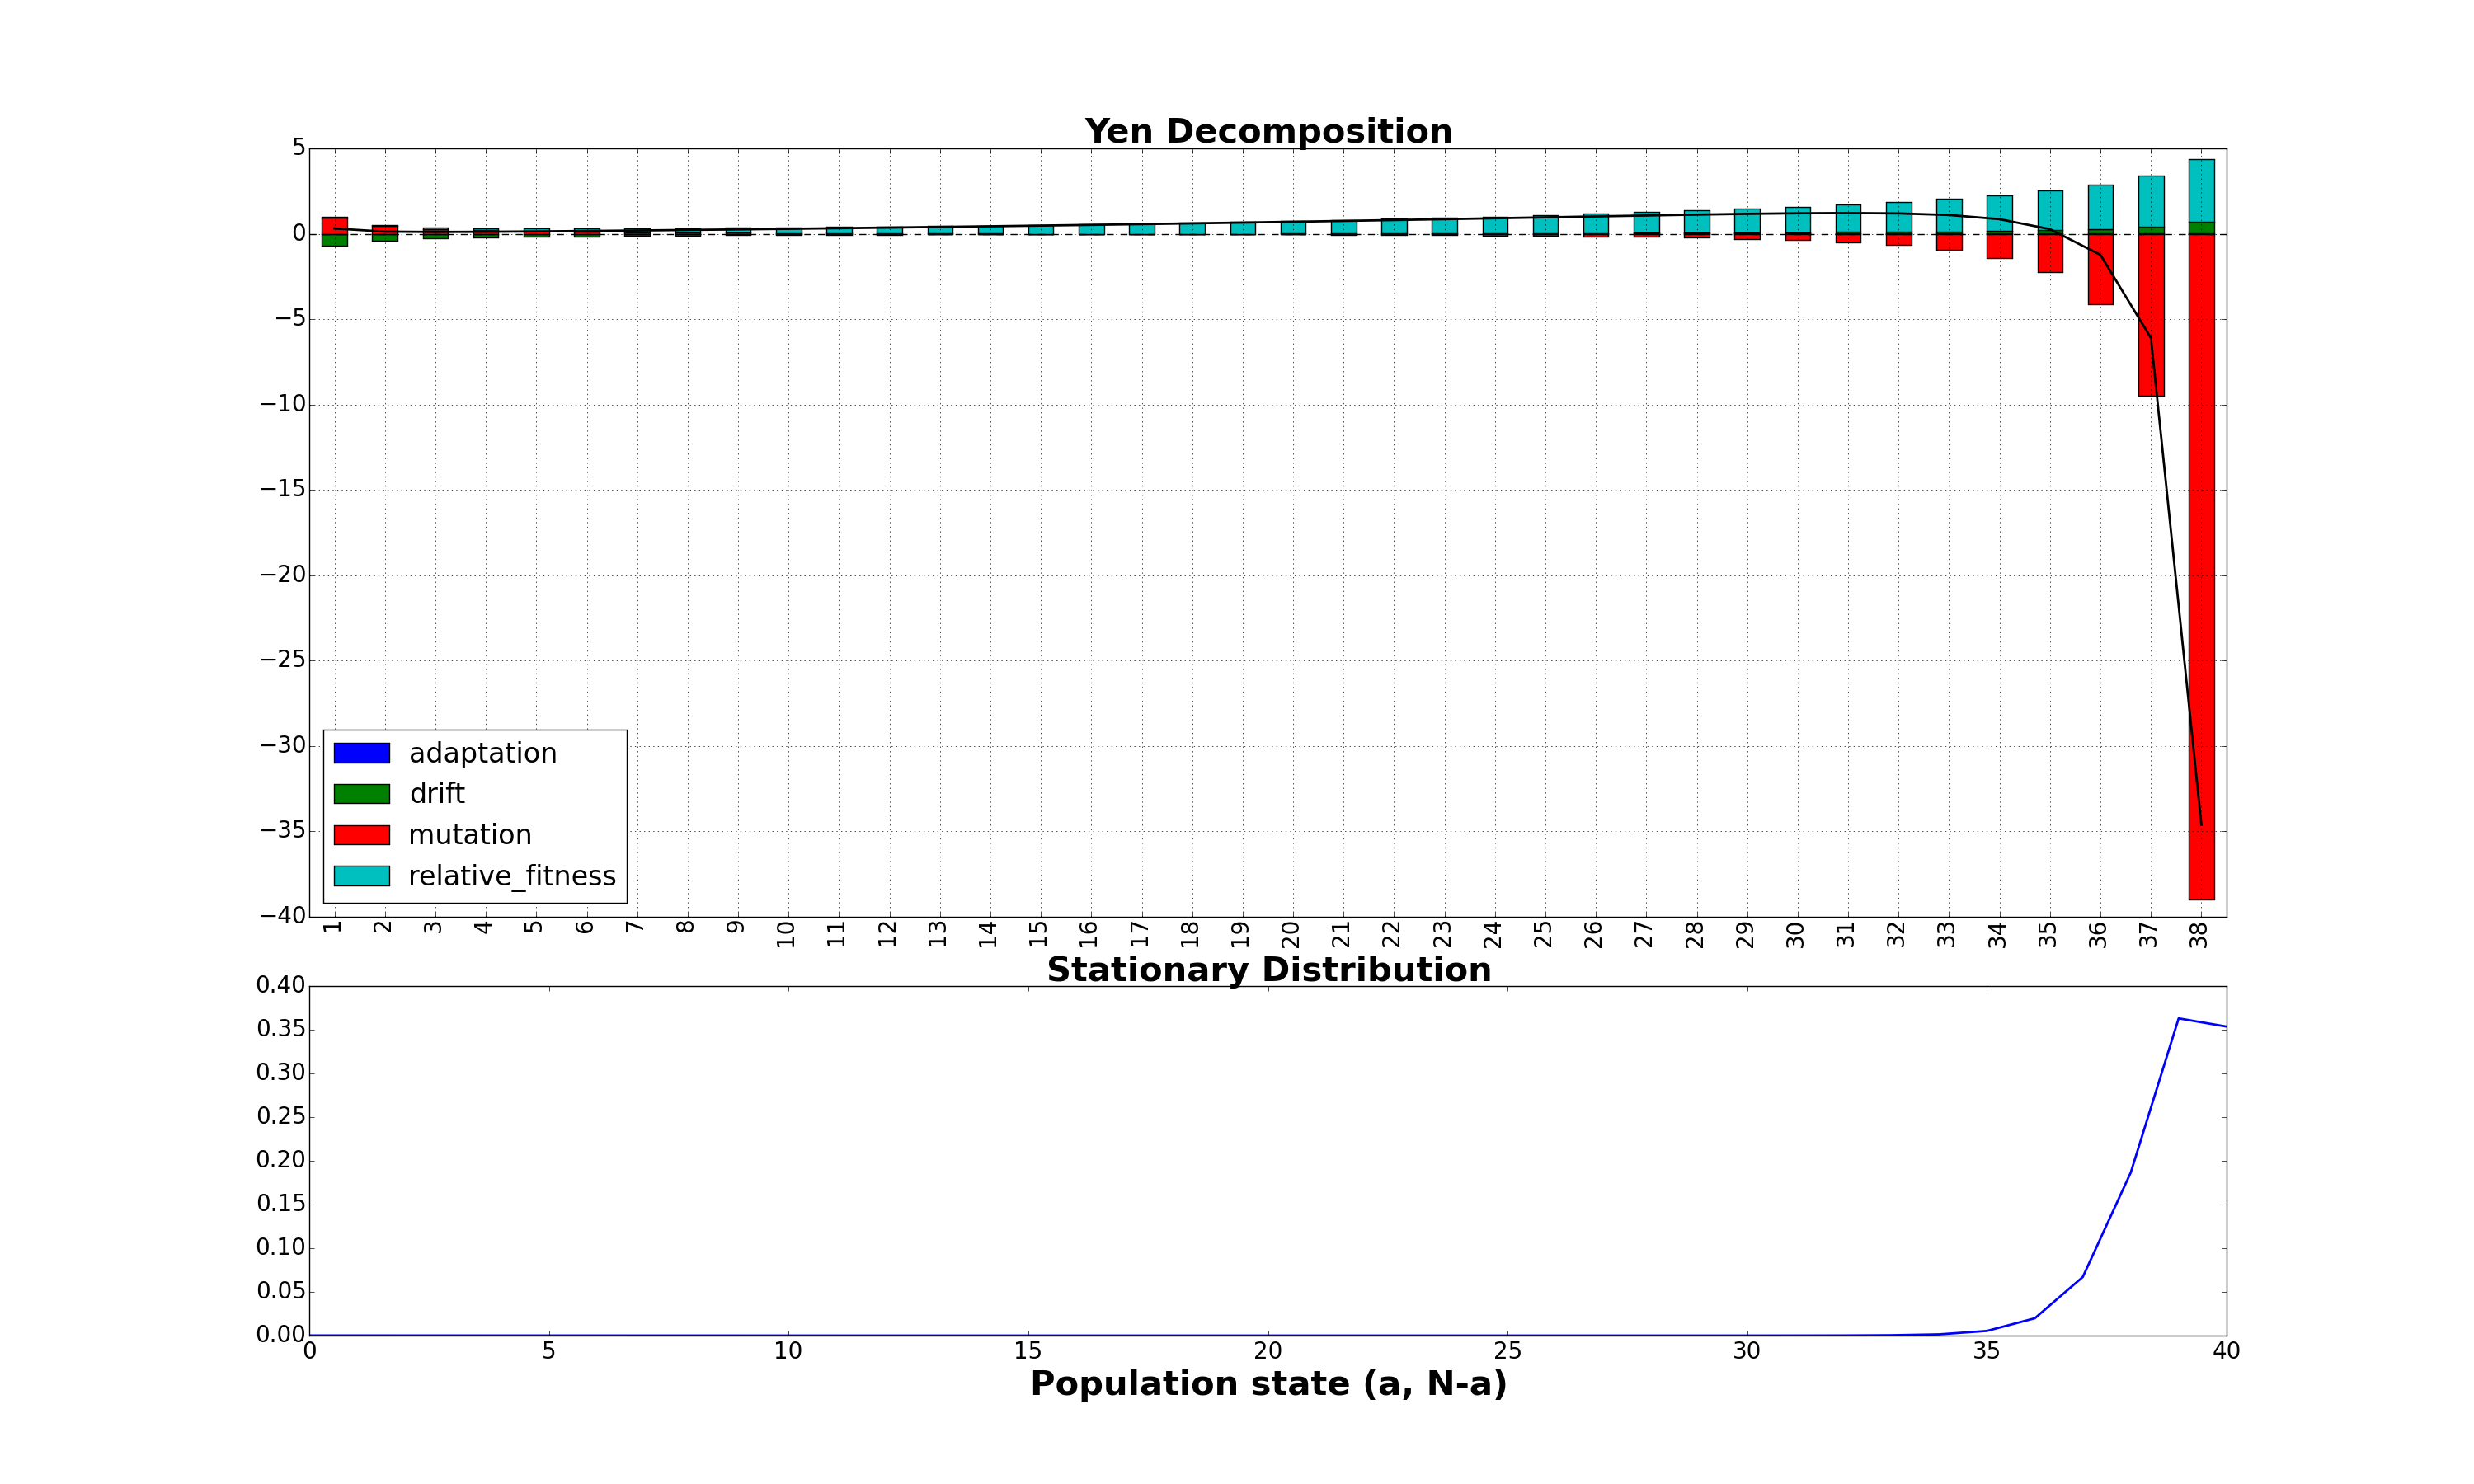 Yen Decomposition
5
0
−5
−10
−15
−20
−25
−30
−35
−40
adaptation
drift
mutation
relative_fitness
1 2 3 4 5 6 7 8 9 10 11 12 13 14 15 16 17 18 19 20 21 22 23 24 25 26 27 28 29 30 31 32 33 34 35 36 37 38
Stationary Distribution
0.40
0.35
0.30
0.25
0.20
0.15
0.10
0.05
0.00
0 5 10 15 20 25 30 35 40
Population state (a, N-a)